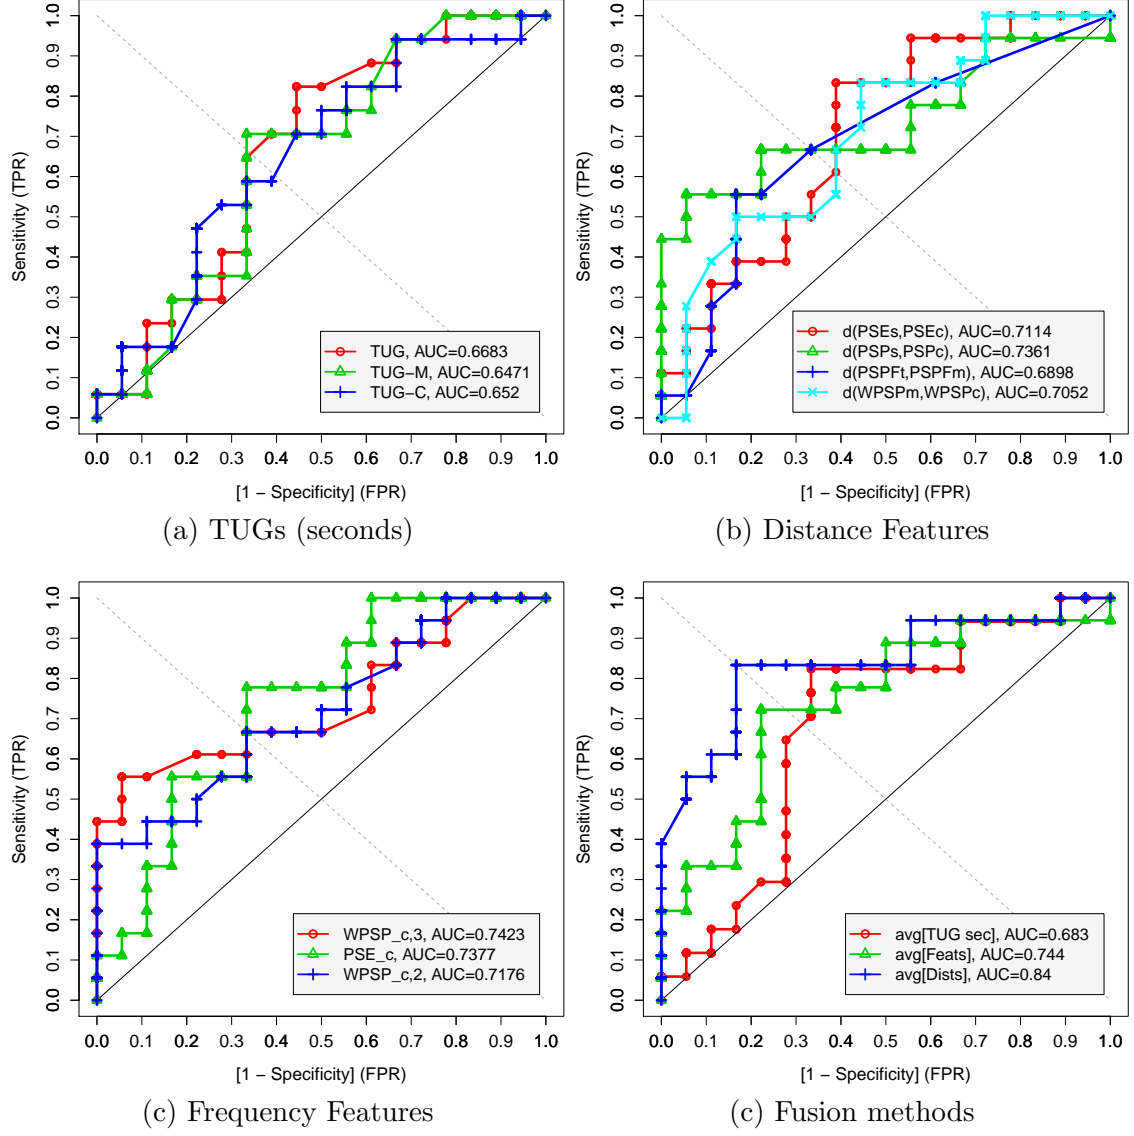 Sensitivity (TPR)
0.0 0.1 0.2 0.3 0.4 0.5 0.6 0.7 0.8 0.9 1.0
TUG, AUC=0.6683
TUG−M, AUC=0.6471
TUG−C, AUC=0.652
0.0 0.1 0.2 0.3 0.4 0.5 0.6 0.7 0.8 0.9 1.0
[1 − Specificity] (FPR)
(a) TUGs (seconds)
Sensitivity (TPR)
0.0 0.1 0.2 0.3 0.4 0.5 0.6 0.7 0.8 0.9 1.0
d(PSEs,PSEc), AUC=0.7114
d(PSPs,PSPc), AUC=0.7361
d(PSPFt,PSPFm), AUC=0.6898
d(WPSPm,WPSPc), AUC=0.7052
0.0 0.1 0.2 0.3 0.4 0.5 0.6 0.7 0.8 0.9 1.0
[1 − Specificity] (FPR)
(b) Distance Features
Sensitivity (TPR)
0.0 0.1 0.2 0.3 0.4 0.5 0.6 0.7 0.8 0.9 1.0
WPSP_c,3, AUC=0.7423
PSE_c, AUC=0.7377
WPSP_c,2, AUC=0.7176
0.0 0.1 0.2 0.3 0.4 0.5 0.6 0.7 0.8 0.9 1.0
[1 − Specificity] (FPR)
(c) Frequency Features
Sensitivity (TPR)
0.0 0.1 0.2 0.3 0.4 0.5 0.6 0.7 0.8 0.9 1.0
avg[TUG sec], AUC=0.683
avg[Feats], AUC=0.744
avg[Dists], AUC=0.84
0.0 0.1 0.2 0.3 0.4 0.5 0.6 0.7 0.8 0.9 1.0
[1 − Specificity] (FPR)
(c) Fusion methods